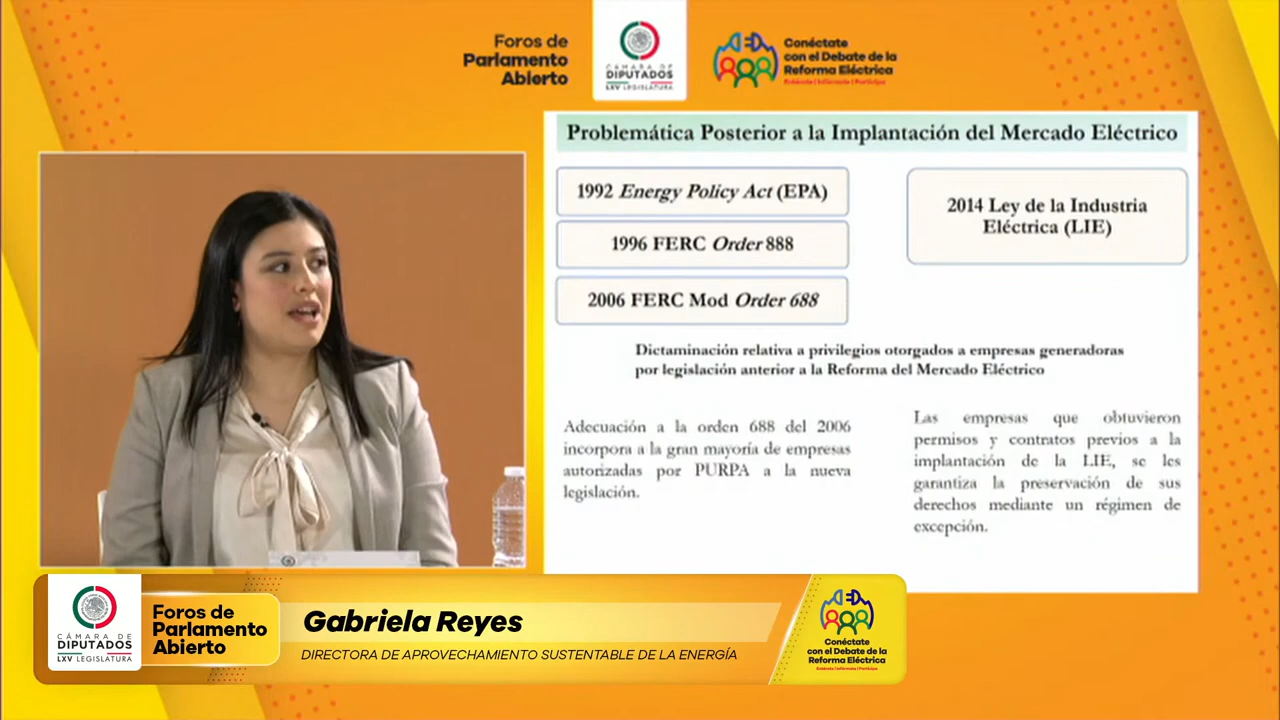 Foros de
Parlamento
Abierto
CÁMARA DE
DIPUTADOS
LXV LEGISLATURA
Conéctate
con el Debate de la
Reforma Eléctrica
Entérate | Infórmate | Participa
Problemática Posterior a la Implantación del Mercado Eléctrico
1992 Energy Policy Act (EPA)
1996 FERC Order 888
2006 FERC Mod Order 688
2014 Ley de la Industria
Eléctrica (LIE)
Dictaminación relativa a privilegios otorgados a empresas generadoras
por legislación anterior a la Reforma del Mercado Eléctrico
Adecuación a la orden 688 del 2006
incorpora a la gran mayoría de empresas
autorizadas por PURPA a la nueva
legislación.
Las empresas que obtuvieron
permisos y contratos previos a la
implantación de la LIE, se les
garantiza la preservación de sus
derechos mediante un régimen de
excepción.
CÁMARA DE
DIPUTADOS
LXV LEGISLATURA
Foros de
Parlamento
Abierto
Gabriela Reyes
DIRECTORA DE APROVECHAMIENTO SUSTENTABLE DE LA ENERGÍA
Conéctate
con el Debate de la
Reforma Eléctrica
Entérate | Infórmate | Participa